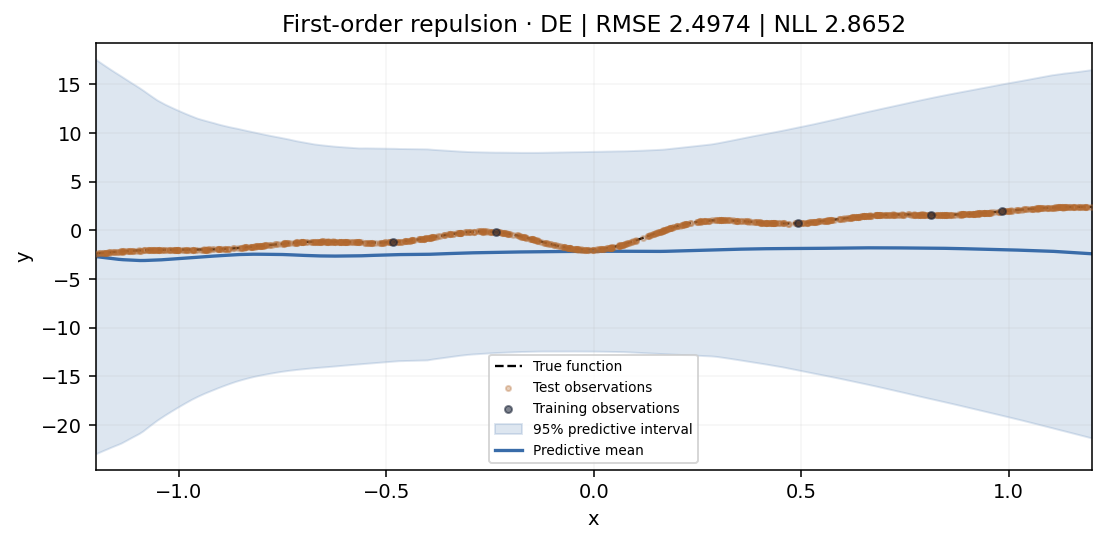 First-order repulsion · DE | RMSE 2.4974 | NLL 2.8652
15
10
5
0
−5
−10
−15
−20
y
True function
Test observations
Training observations
95% predictive interval
Predictive mean
−1.0 −0.5 0.0 0.5 1.0
x